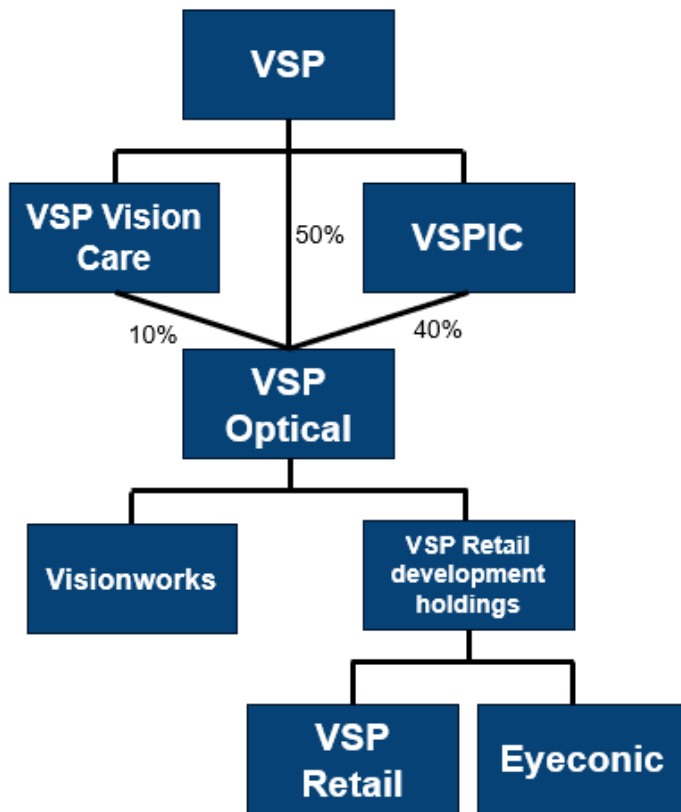 VSP
VSP Vision
Care
50%
VSPIC
10%
40%
VSP
Optical
Visionworks
VSP Retail
development
holdings
VSP
Retail
Eyeconic